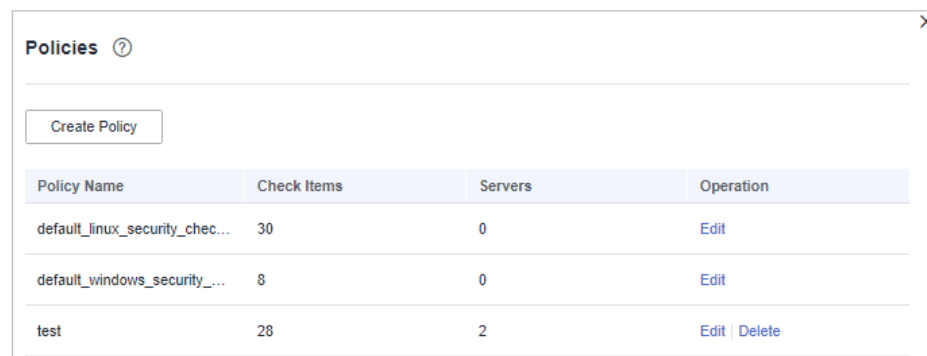 Policies ?
Create Policy
Policy Name Check Items Servers Operation
default_linux_security_chec... 30 0 Edit
default_windows_security_... 8 0 Edit
test 28 2 Edit | Delete